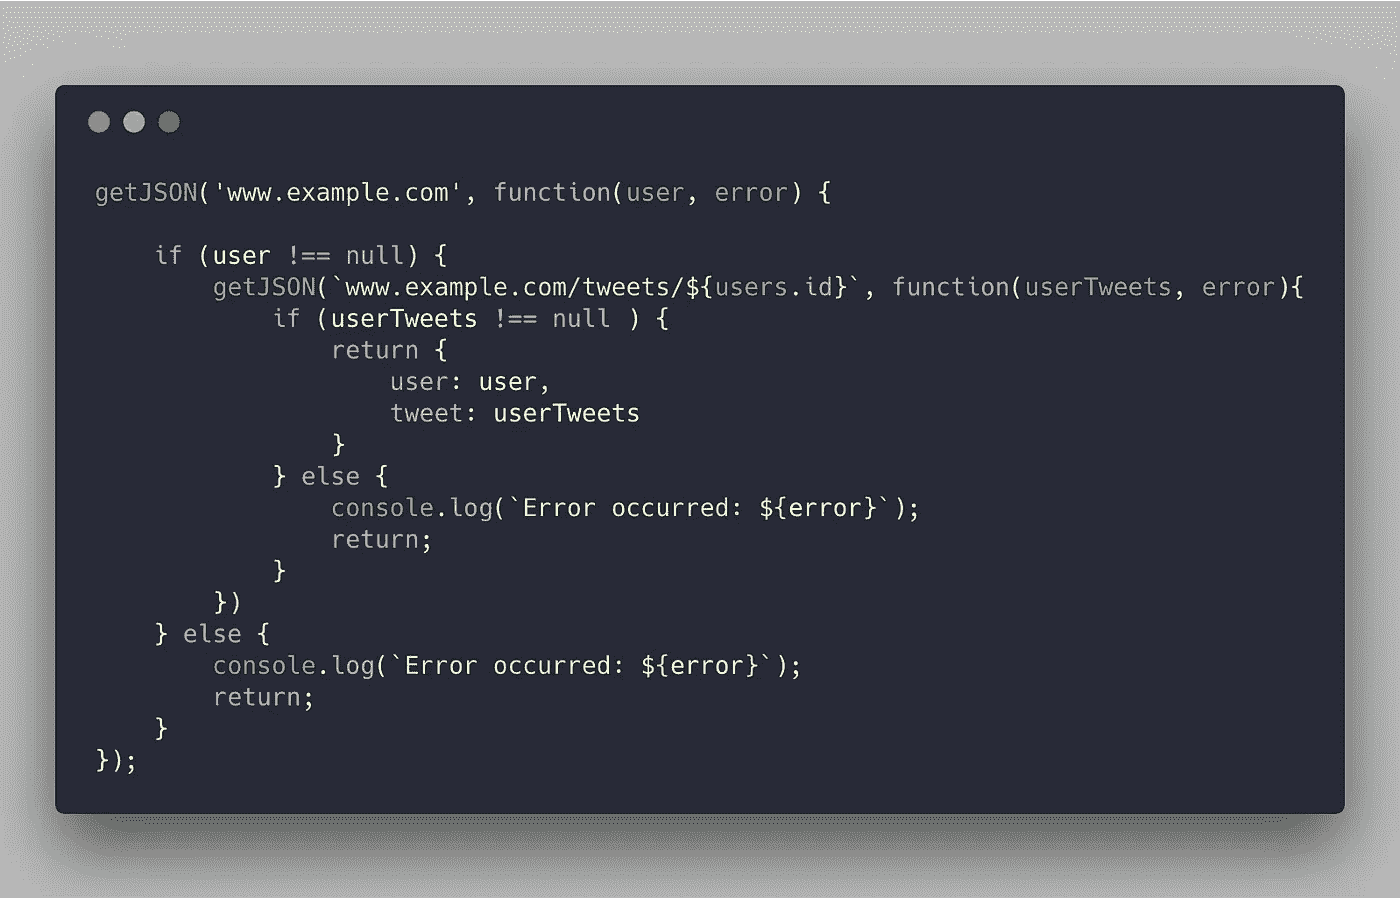 getJSON('www.example.com', function(user, error) {
if (user !== null) {
getJSON(`www.example.com/tweets/${users.id}`, function(userTweets, error){
if (userTweets !== null ) {
return {
user: user,
tweet: userTweets
}
} else {
console.log(`Error occurred: ${error}`);
return;
}
})
} else {
console.log(`Error occurred: ${error}`);
return;
}
});